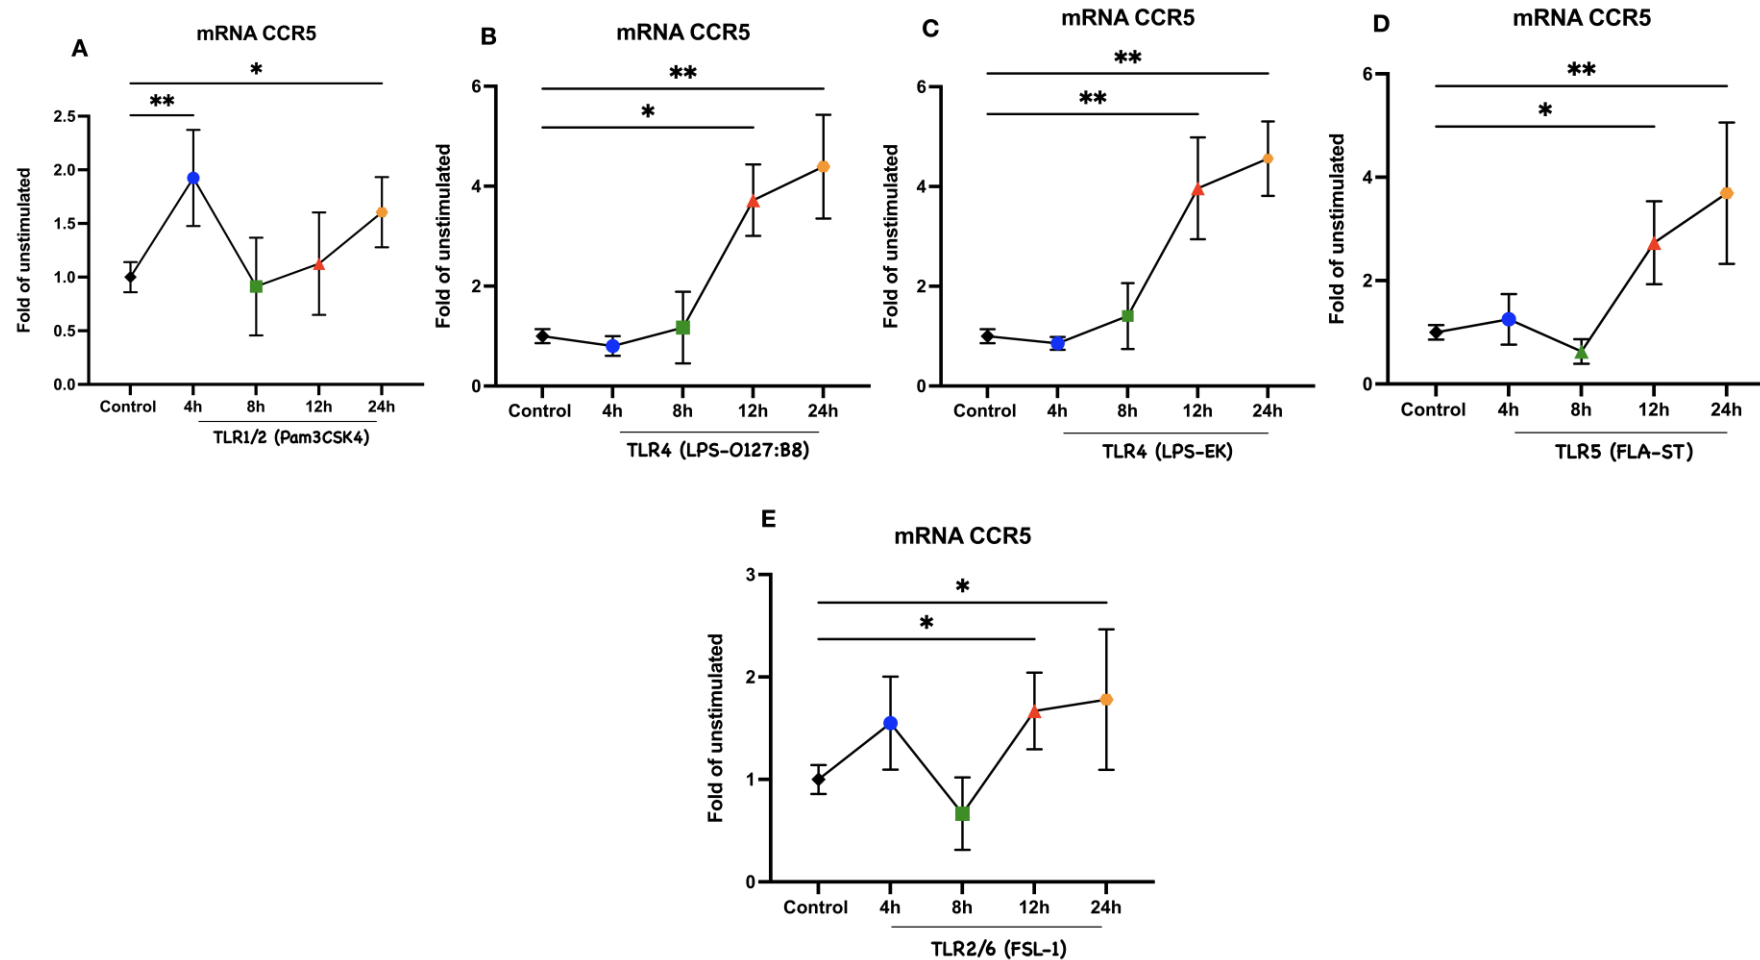 A
mRNA CCR5
*
**
Fold of unstimulated
2.5
2.0
1.5
1.0
0.5
0.0
Control 4h 8h 12h 24h
TLR1/2 (Pam3CSK4)
B
mRNA CCR5
**
*
Fold of unstimulated
6
4
2
0
Control 4h 8h 12h 24h
TLR4 (LPS-O127:B8)
C
mRNA CCR5
**
**
Fold of unstimulated
6
4
2
0
Control 4h 8h 12h 24h
TLR4 (LPS-EK)
D
mRNA CCR5
**
*
Fold of unstimulated
6
4
2
0
Control 4h 8h 12h 24h
TLR5 (FLA-ST)
E
mRNA CCR5
*
*
Fold of unstimulated
3
2
1
0
Control 4h 8h 12h 24h
TLR2/6 (FSL-1)